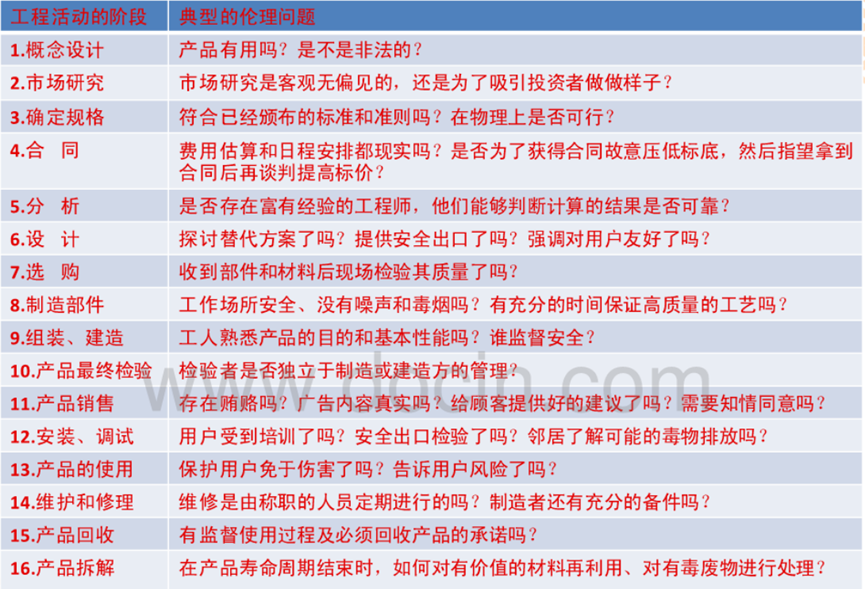 工程活动的阶段 典型的伦理问题
1.概念设计 产品有用吗？是不是非法的？
2.市场研究 市场研究是客观无偏见的，还是为了吸引投资者做做样子？
3.确定规格 符合已经颁布的标准和准则吗？在物理上是否可行？
4.合 同 费用估算和日程安排都现实吗？是否为了获得合同故意压低标底，然后指望拿到
合同后再谈判提高标价？
5.分 析 是否存在富有经验的工程师，他们能够判断计算的结果是否可靠？
6.设 计 探讨替代方案了吗？提供安全出口了吗？强调对用户友好了吗？
7.选 购 收到部件和材料后现场检验其质量了吗？
8.制造部件 工作场所安全、没有噪声和毒烟吗？有充分的时间保证高质量的工艺吗？
9.组装、建造 工人熟悉产品的目的和基本性能吗？谁监督安全？
10.产品最终检验 检验者是否独立于制造或建造方的管理？
www.docin.com
11.产品销售 存在贿赂吗？广告内容真实吗？给顾客提供好的建议了吗？需要知情同意吗？
12.安装、调试 用户受到培训了吗？安全出口检验了吗？邻居了解可能的毒物排放吗？
13.产品的使用 保护用户免于伤害了吗？告诉用户风险了吗？
14.维护和修理 维修是由称职的人员定期进行的吗？制造者还有充分的备件吗？
15.产品回收 有监督使用过程及必须回收产品的承诺吗？
16.产品拆解 在产品寿命周期结束时，如何对有价值的材料再利用、对有毒废物进行处理？